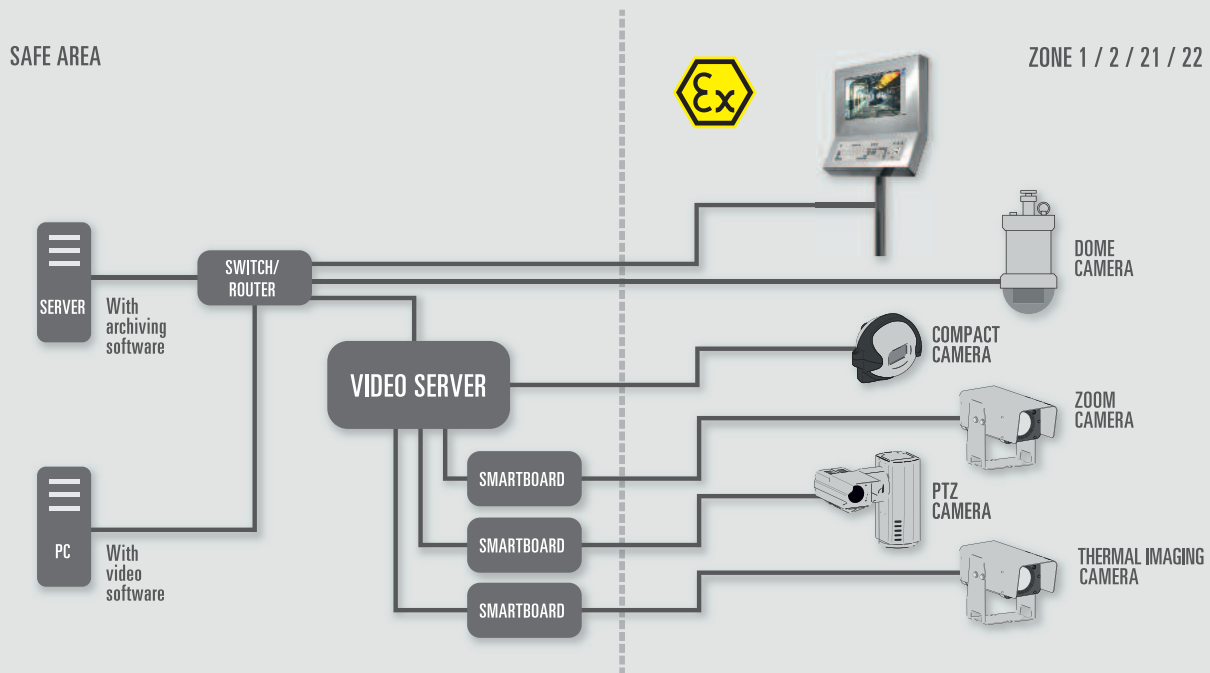 SAFE AREA
ZONE 1 / 2 / 21 / 22
Ex
SERVER
With
archiving
software
SWITCH/
ROUTER
DOME
CAMERA
COMPACT
CAMERA
VIDEO SERVER
ZOOM
CAMERA
SMARTBOARD
PTZ
CAMERA
PC
With
video
software
SMARTBOARD
THERMAL IMAGING
CAMERA
SMARTBOARD